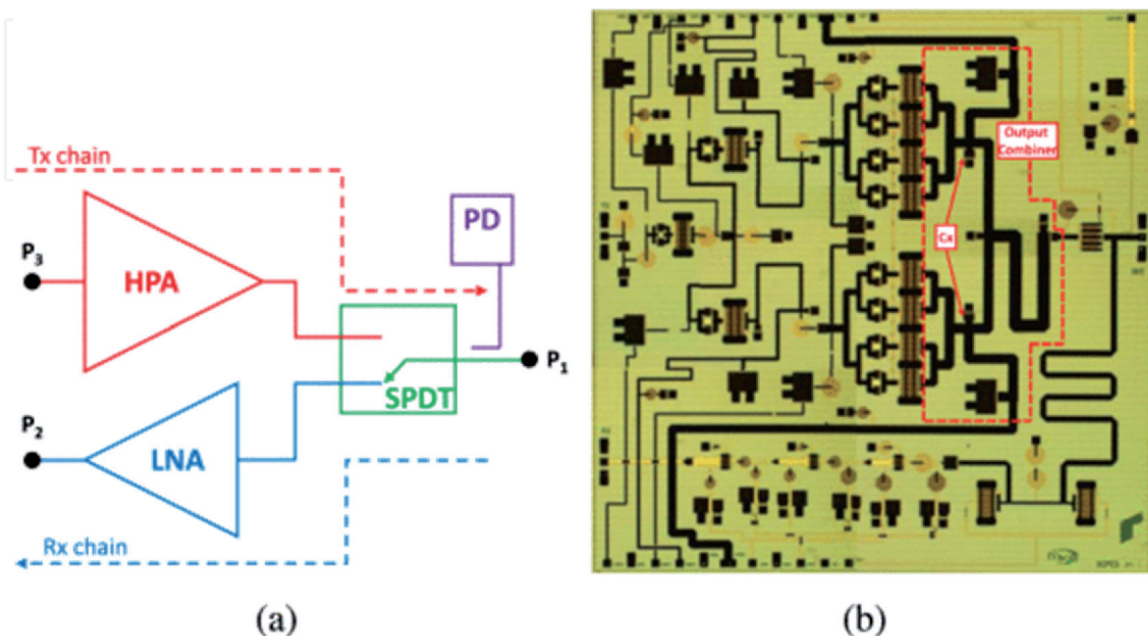 Tx chain
PD
P3
HPA
P1
SPDT
P2
LNA
Rx chain
Output
Combiner
Cx
(a)
(b)